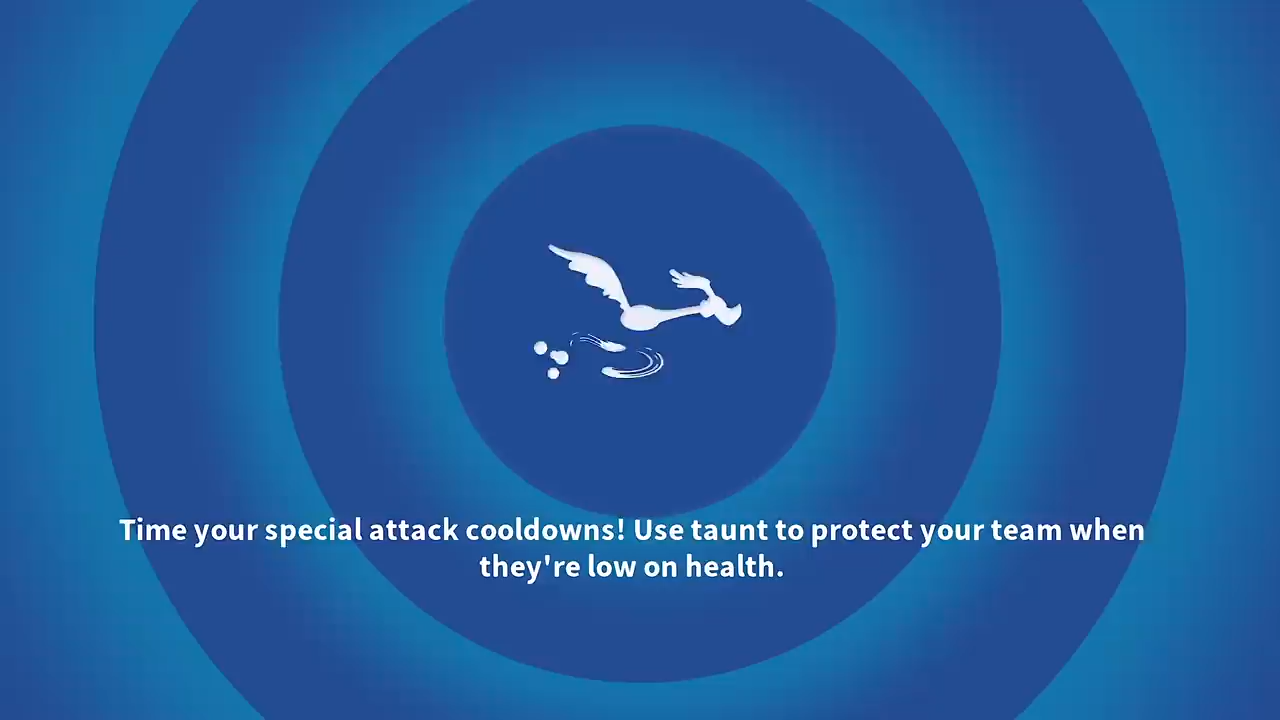 Time your special attack cooldowns! Use taunt to protect your team when
they're low on health.